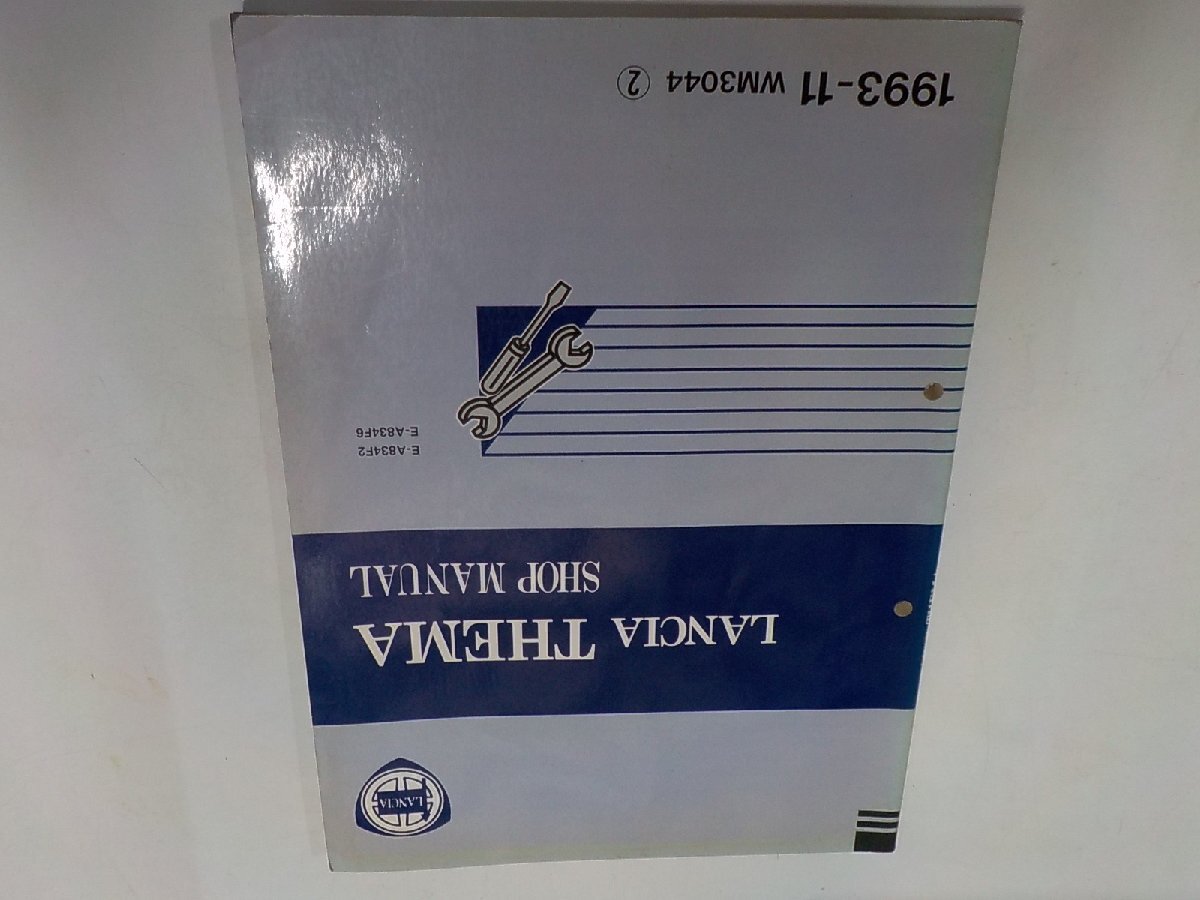 LANCIA
LANCIA THEMA
SHOP MANUAL
E-A834F2
E-A834F6
1993-11 WM3044 ②